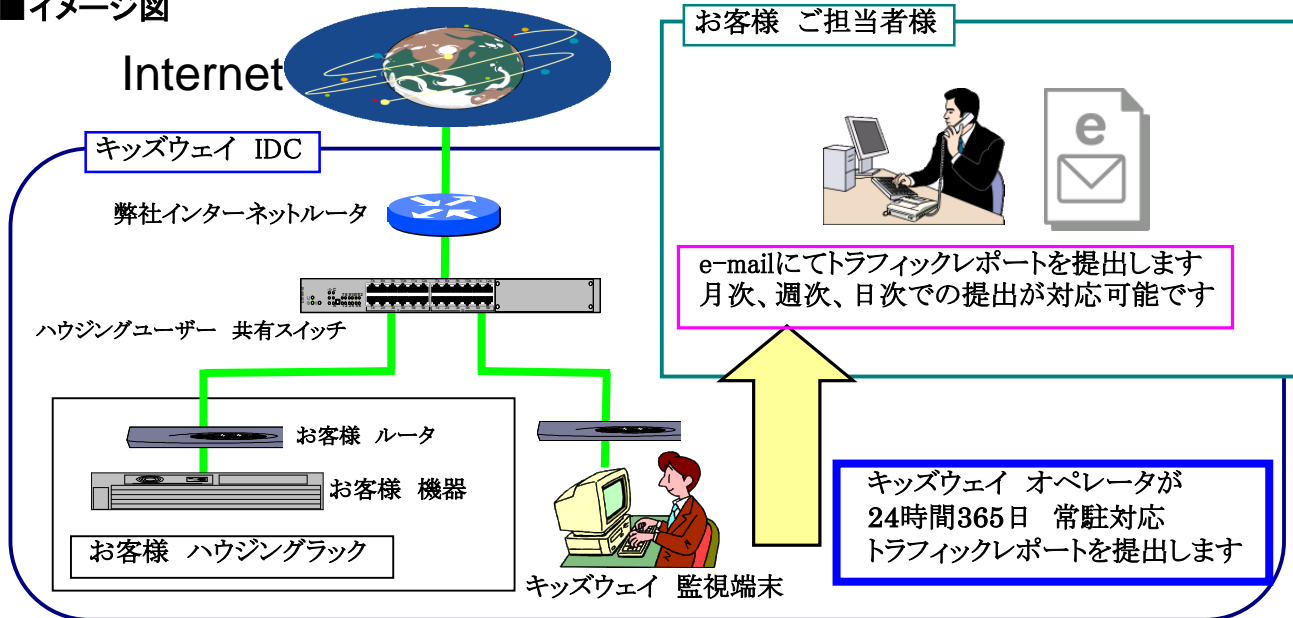 ■イメージ図
Internet
お客様 ご担当者様
キッズウェイ IDC
弊社インターネットルータ
e
e-mailにてトラフィックレポートを提出します
月次、週次、日次での提出が対応可能です
ハウジングユーザー 共有スイッチ
お客様 ルータ
お客様 機器
お客様 ハウジングラック
キッズウェイ 監視端末
キッズウェイ オペレータが
24時間365日 常駐対応
トラフィックレポートを提出します